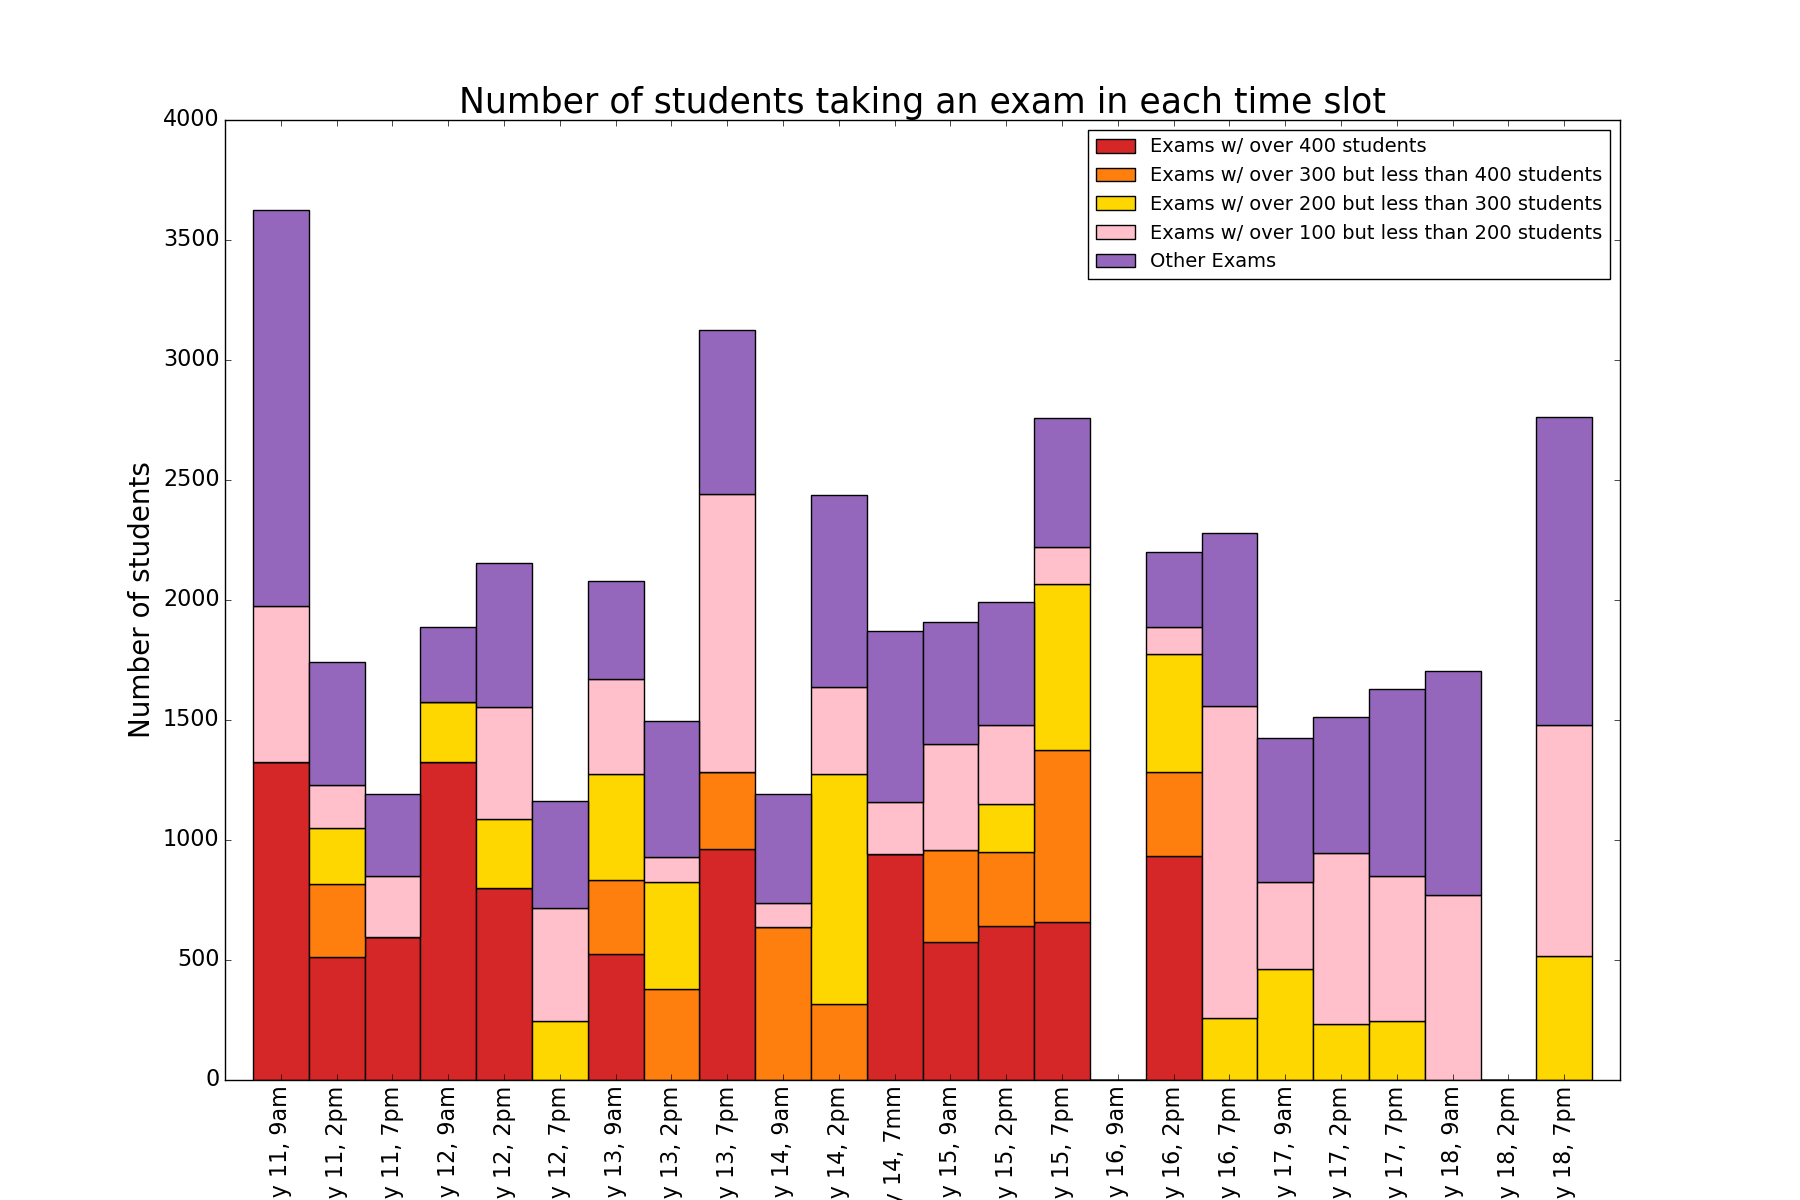 Number of students taking an exam in each time slot
4000
3500
3000
2500
2000
1500
1000
500
0
Number of students
Exams w/ over 400 students
Exams w/ over 300 but less than 400 students
Exams w/ over 200 but less than 300 students
Exams w/ over 100 but less than 200 students
Other Exams
y 11, 9am
y 11, 2pm
y 11, 7pm
y 12, 9am
y 12, 2pm
y 12, 7pm
y 13, 9am
y 13, 2pm
y 13, 7pm
y 14, 9am
y 14, 2pm
y 14, 7mm
y 15, 9am
y 15, 2pm
y 15, 7pm
y 16, 9am
y 16, 2pm
y 16, 7pm
y 17, 9am
y 17, 2pm
y 17, 7pm
y 18, 9am
y 18, 2pm
y 18, 7pm